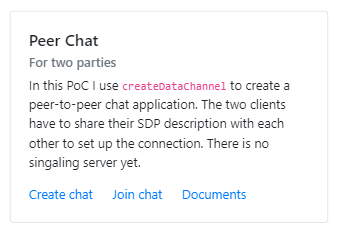 Peer Chat
For two parties
In this PoC I use createDataChannel to create a
peer-to-peer chat application. The two clients
have to share their SDP description with each
other to set up the connection. There is no
singaling server yet.
Create chat Join chat Documents